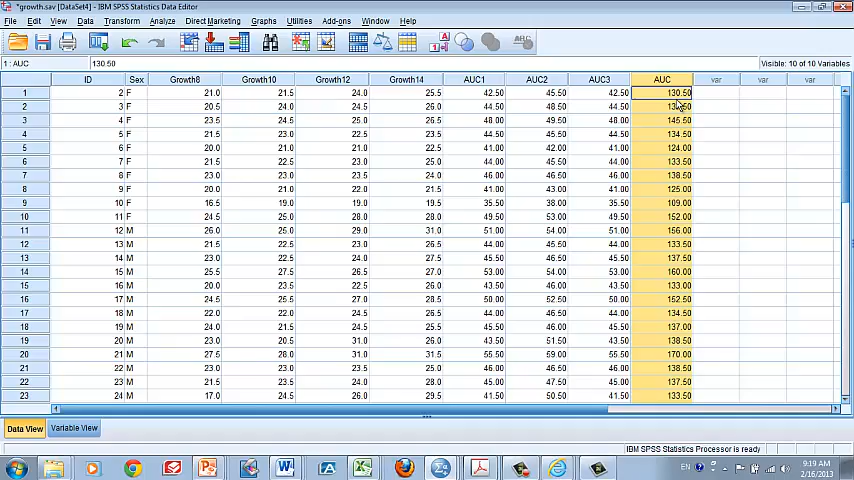 *growth.sav [DataSet4] - IBM SPSS Statistics Data Editor
File Edit View Data Transform Analyze Direct Marketing Graphs Utilities Add-ons Window Help
1 : AUC 130.50 Visible: 10 of 10 Variables
ID Sex Growth8 Growth10 Growth12 Growth14 AUC1 AUC2 AUC3 AUC var var var
1 2 F 21.0 21.5 24.0 25.5 42.50 45.50 42.50 130.50
2 3 F 20.5 24.0 24.5 26.0 44.50 48.50 44.50
3 4 F 23.5 24.5 25.0 26.5 48.00 49.50 48.00 145.50
4 5 F 21.5 22.5 23.0 26.5 44.00 45.50 44.00 134.50
5 6 F 20.0 21.0 21.0 22.5 41.00 42.00 41.00 124.00
6 7 F 21.5 22.5 23.0 25.0 44.00 45.50 44.00 133.50
7 8 F 23.0 23.0 23.5 24.0 46.00 46.50 46.00 138.50
8 9 F 20.0 21.0 22.0 21.5 41.00 43.00 41.00 125.00
9 10 F 16.5 19.0 19.0 19.5 35.50 38.00 35.50 109.00
10 11 F 24.5 25.0 28.0 28.0 49.50 53.00 49.50 152.00
11 12 M 26.0 25.0 29.0 31.0 51.00 54.00 51.00 156.00
12 13 M 21.5 22.5 23.0 26.5 44.00 45.50 44.00 133.50
13 14 M 23.0 22.5 24.0 27.5 45.50 46.50 45.50 137.50
14 15 M 25.5 27.5 26.5 27.0 53.00 54.00 53.00 160.00
15 16 M 20.0 23.5 22.5 26.0 43.50 46.00 43.50 133.00
16 17 M 24.5 25.5 27.0 28.5 50.00 52.50 50.00 152.50
17 18 M 22.0 22.0 24.5 26.5 44.00 46.50 44.00 134.50
18 19 M 24.0 21.5 24.5 25.5 45.50 46.00 45.50 137.00
19 20 M 23.0 20.5 31.0 26.0 43.50 51.50 43.50 138.50
20 21 M 27.5 28.0 31.0 31.5 55.50 59.00 55.50 170.00
21 22 M 23.0 23.0 23.5 25.0 46.00 46.50 46.00 138.50
22 23 M 21.5 23.5 24.0 28.0 45.00 47.50 45.00 137.50
23 24 M 17.0 24.5 26.0 29.5 41.50 50.50 41.50 133.50
Data View Variable View
IBM SPSS Statistics Processor is ready
EN 9:19 AM
2/16/2013